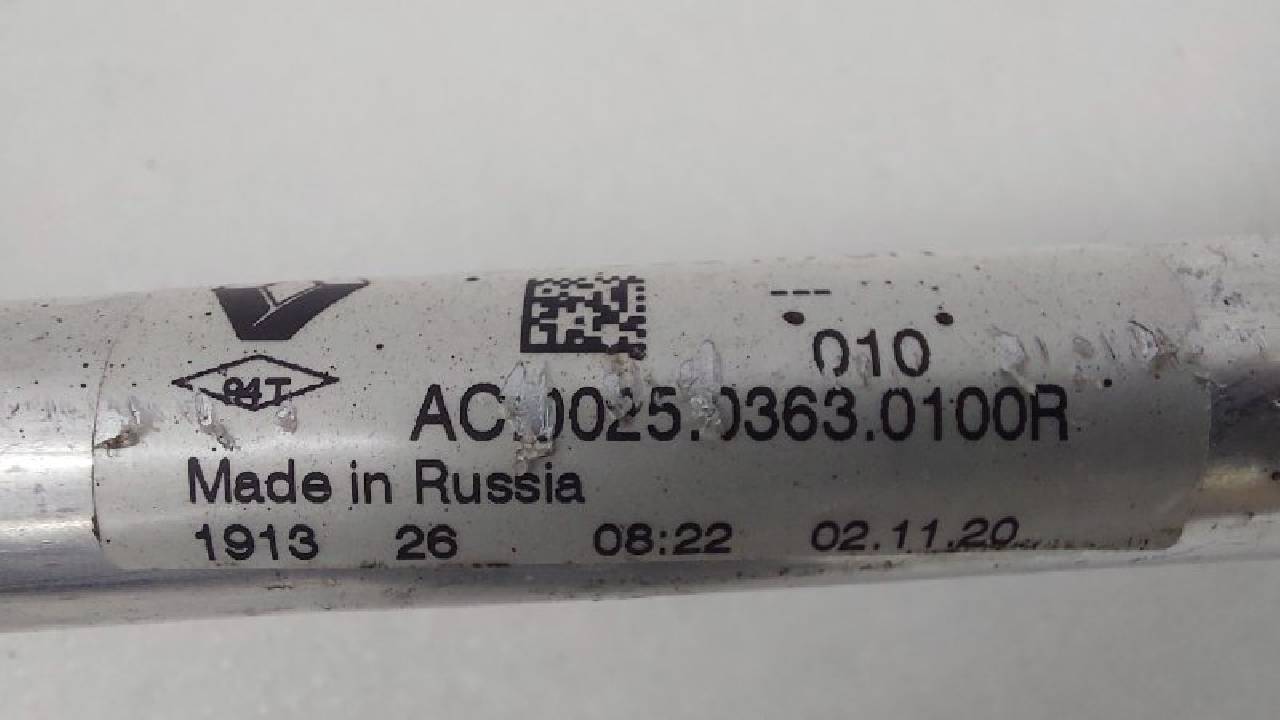 ---
010
94T
AC.0025.0363.0100R
Made in Russia
1913 26 08:22 02.11.20